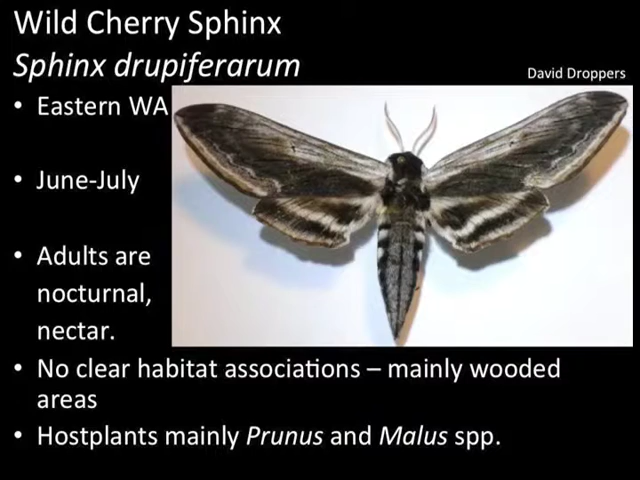 Wild Cherry Sphinx
Sphinx drupiferarum
David Droppers
• Eastern WA
• June-July
• Adults are
nocturnal,
nectar.
• No clear habitat associations – mainly wooded
areas
• Hostplants mainly Prunus and Malus spp.